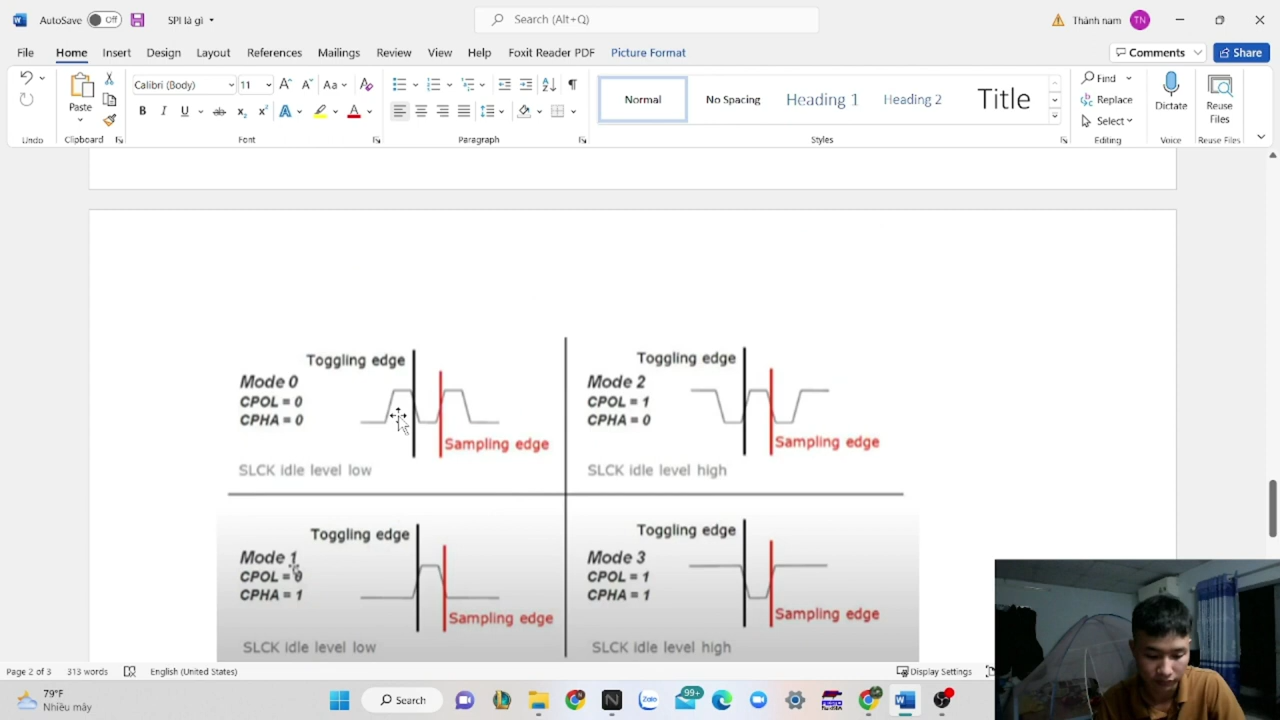 AutoSave Off SPI là gì Search (Alt+Q) Thành nam TN
File Home Insert Design Layout References Mailings Review View Help Foxit Reader PDF Picture Format Comments Share
Calibri (Body) 11 Aa Normal No Spacing Heading 1 Heading 2 Title
Paste Find
Replace
Select
Dictate Reuse Files
B I U ab x₂ x² A A
Undo Clipboard Font Paragraph Styles Editing Voice Reuse Files
Toggling edge
Mode 0
CPOL = 0
CPHA = 0
Sampling edge
SLCK idle level low
Toggling edge
Mode 2
CPOL = 1
CPHA = 0
Sampling edge
SLCK idle level high
Toggling edge
Mode 1
CPOL = 0
CPHA = 1
Sampling edge
SLCK idle level low
Toggling edge
Mode 3
CPOL = 1
CPHA = 1
Sampling edge
SLCK idle level high
Page 2 of 3 313 words English (United States) Display Settings
79°F
Nhiều mây
Search
Zalo
99+